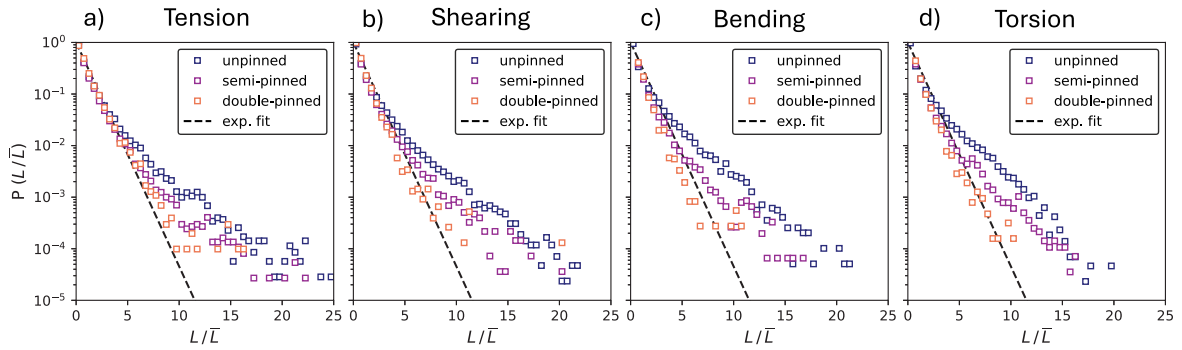 a) Tension
b) Shearing
c) Bending
d) Torsion
P (L/L̅)
10⁰
10⁻¹
10⁻²
10⁻³
10⁻⁴
10⁻⁵
unpinned
semi-pinned
double-pinned
exp. fit
0 5 10 15 20 25
L/L̅
unpinned
semi-pinned
double-pinned
exp. fit
0 5 10 15 20 25
L/L̅
unpinned
semi-pinned
double-pinned
exp. fit
0 5 10 15 20 25
L/L̅
unpinned
semi-pinned
double-pinned
exp. fit
0 5 10 15 20 25
L/L̅